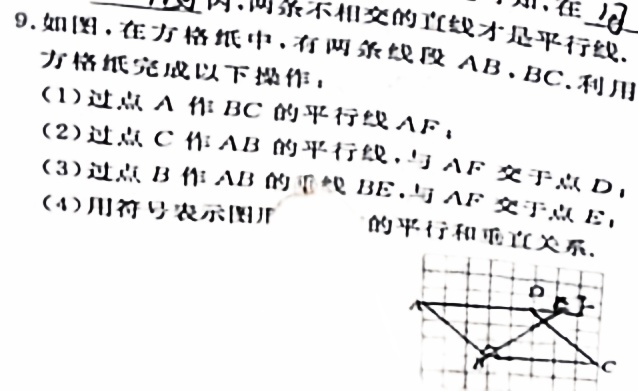 内,两条不相交的直线才是平行线.
9.如图,在方格纸中,有两条线段 AB,BC.利用
方格纸完成以下操作:
(1)过点 A 作 BC 的平行线 AF;
(2)过点 C 作 AB 的平行线,与 AF 交于点 D;
(3)过点 B 作 AB 的垂线 BE,与 AF 交于点 E;
(4)用符号表示图形 的平行和垂直关系.
A D E F
B C